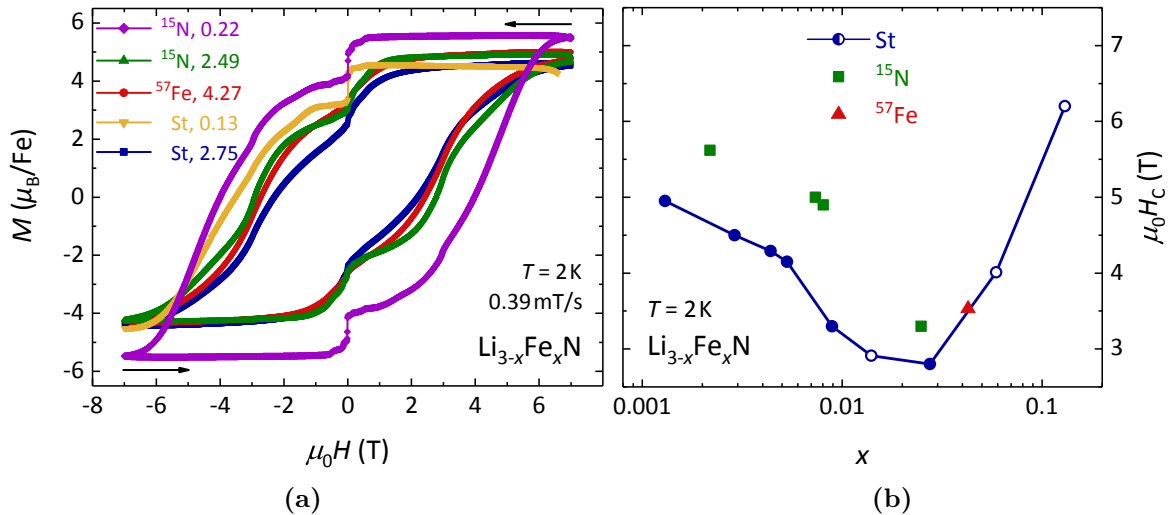 6
4
2
0
-2
-4
-6
M (μB/Fe)
15N, 0.22
15N, 2.49
57Fe, 4.27
St, 0.13
St, 2.75
T = 2 K
0.39 mT/s
Li3-xFexN
-8 -6 -4 -2 0 2 4 6
μ0H (T)
(a)
St
15N
57Fe
T = 2 K
Li3-xFexN
7
6
5
4
3
μ0HC (T)
0.001 0.01 0.1
x
(b)